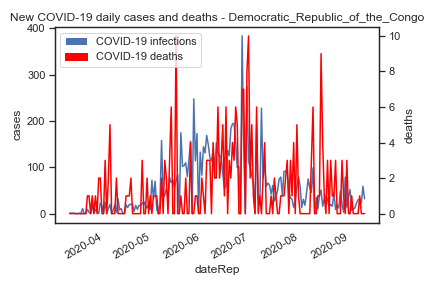 New COVID-19 daily cases and deaths - Democratic_Republic_of_the_Congo
COVID-19 infections
COVID-19 deaths
400
300
200
100
0
cases
10
8
6
4
2
0
deaths
2020-04
2020-05
2020-06
2020-07
2020-08
2020-09
dateRep